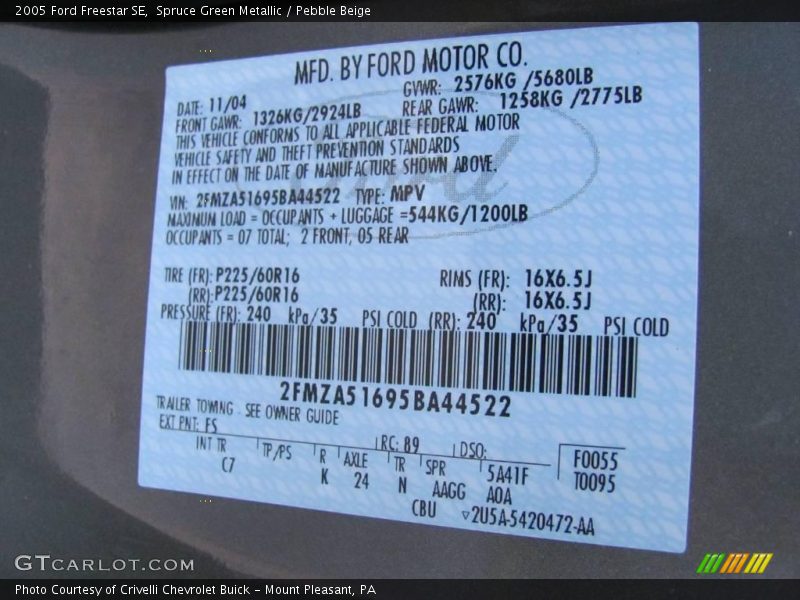 2005 Ford Freestar SE, Spruce Green Metallic / Pebble Beige
MFD. BY FORD MOTOR CO.
DATE: 11/04 GVWR: 2576KG /5680LB
FRONT GAWR: 1326KG/2924LB REAR GAWR: 1258KG /2775LB
THIS VEHICLE CONFORMS TO ALL APPLICABLE FEDERAL MOTOR
VEHICLE SAFETY AND THEFT PREVENTION STANDARDS
IN EFFECT ON THE DATE OF MANUFACTURE SHOWN ABOVE.
VIN: 2FMZA51695BA44522 TYPE: MPV
MAXIMUM LOAD = OCCUPANTS + LUGGAGE =544KG/1200LB
OCCUPANTS = 07 TOTAL; 2 FRONT, 05 REAR
TIRE (FR): P225/60R16 RIMS (FR): 16X6.5J
(RR): P225/60R16 (RR): 16X6.5J
PRESSURE (FR): 240 kPa/35 PSI COLD (RR): 240 kPa/35 PSI COLD
2FMZA51695BA44522
TRAILER TOWING - SEE OWNER GUIDE
EXT PNT: FS RC: 89 DSO: F0055
INT TR TP/PS R AXLE TR SPR 5A41F T0095
C7 K 24 N AAGG A0A
CBU ▽2U5A-5420472-AA
Ford
GTCARLOT.COM
Photo Courtesy of Crivelli Chevrolet Buick - Mount Pleasant, PA